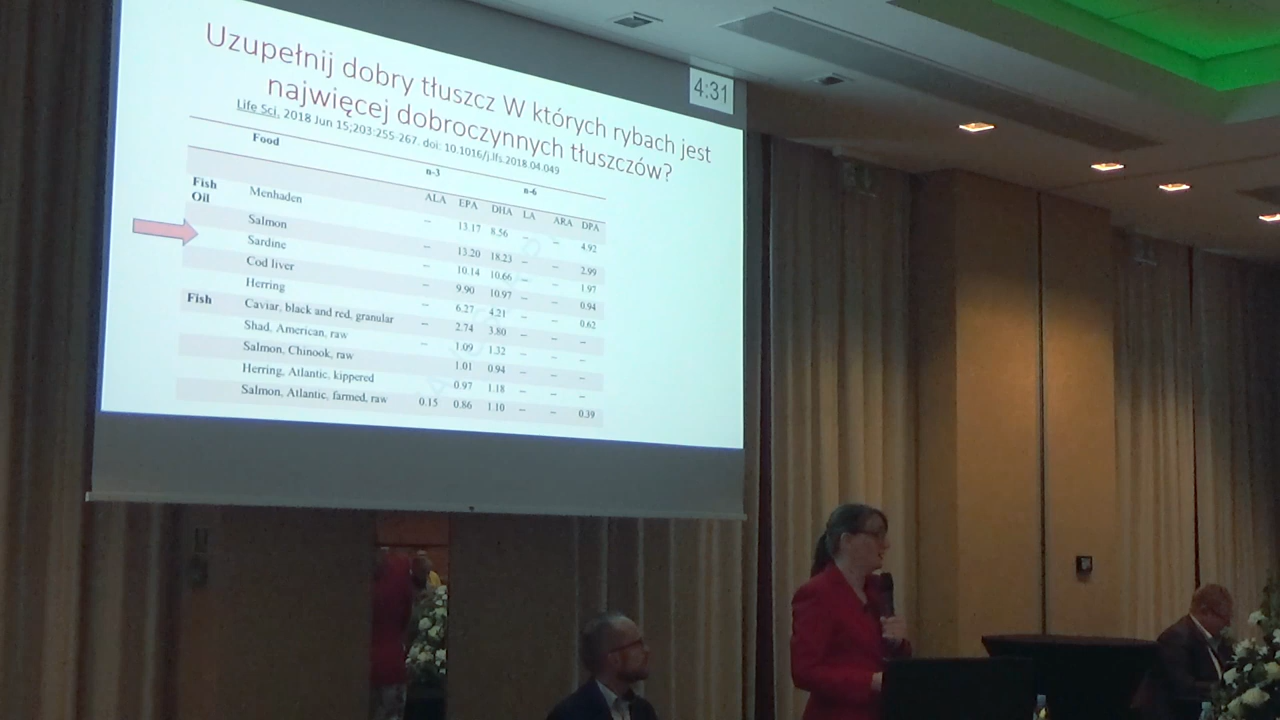 4:31
Uzupełnij dobry tłuszcz W których rybach jest
najwięcej dobroczynnych tłuszczów?
Life Sci. 2018 Jun 15;203:255-267. doi: 10.1016/j.lfs.2018.04.049
Food n-3 n-6
ALA EPA DHA LA ARA DPA
Fish Oil Menhaden -- 13.17 8.56 -- -- 4.92
Salmon -- 13.20 18.23 -- -- 2.99
Sardine -- 10.14 10.66 -- -- 1.97
Cod liver -- 9.90 10.97 -- -- 0.94
Herring -- 6.27 4.21 -- -- 0.62
Fish Caviar, black and red, granular -- 2.74 3.80 -- -- --
Shad, American, raw 1.09 1.32 -- -- --
Salmon, Chinook, raw 1.01 0.94 -- -- --
Herring, Atlantic, kippered 0.97 1.18 -- -- --
Salmon, Atlantic, farmed, raw 0.15 0.86 1.10 -- -- 0.39